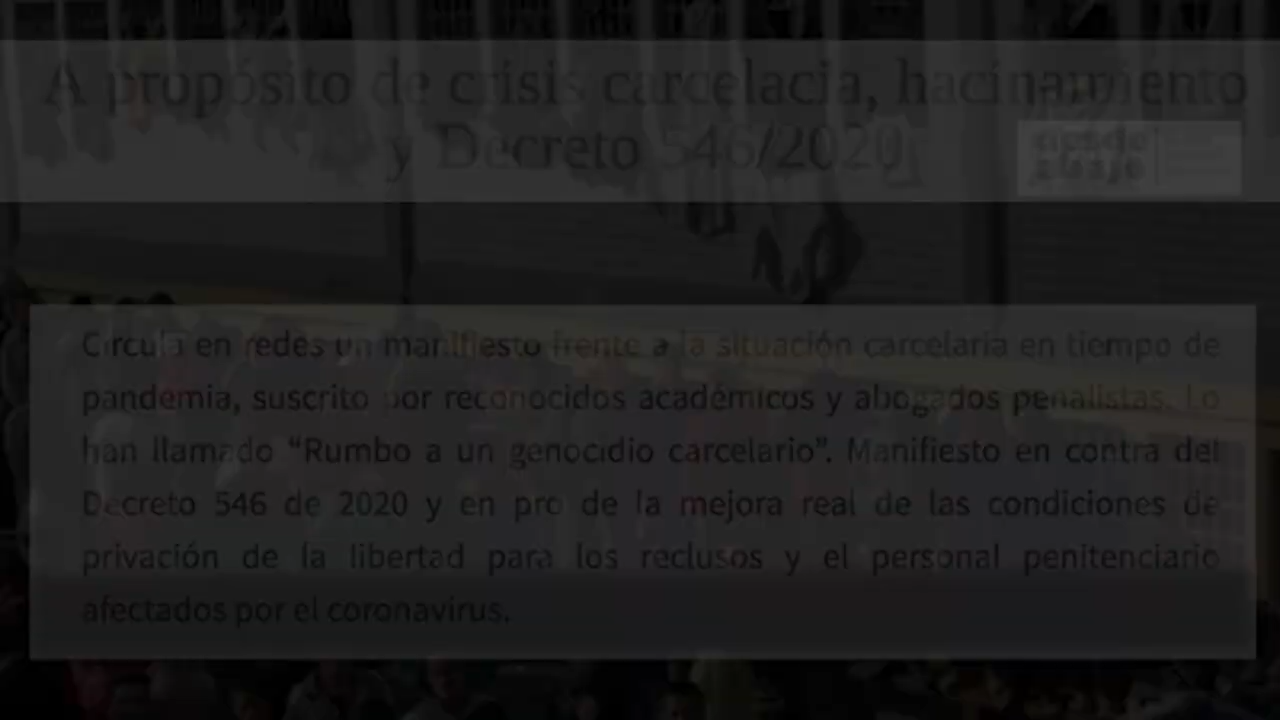 A propósito de crisis carcelacia, hacinamiento
y Decreto 546/2020
desde
abajo
Circula en redes un manifiesto frente a la situación carcelaria en tiempo de
pandemia, suscrito por reconocidos académicos y abogados penalistas. Lo
han llamado “Rumbo a un genocidio carcelario”. Manifiesto en contra del
Decreto 546 de 2020 y en pro de la mejora real de las condiciones de
privación de la libertad para los reclusos y el personal penitenciario
afectados por el coronavirus.